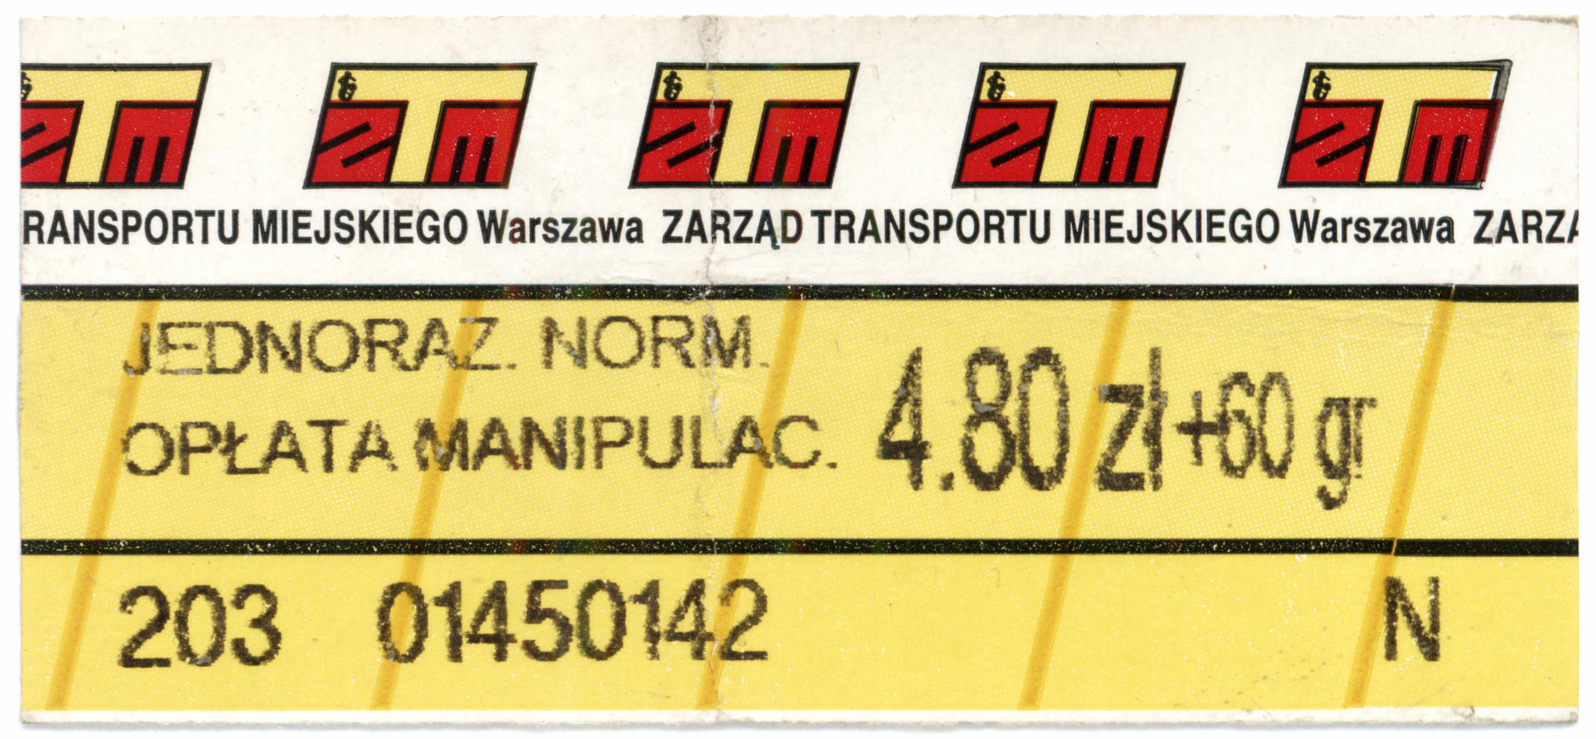 ZTM ZTM ZTM ZTM ZTM
RANSPORTU MIEJSKIEGO Warszawa ZARZĄD TRANSPORTU MIEJSKIEGO Warszawa ZARZĄ
JEDNORAZ. NORM.
OPŁATA MANIPULAC. 4.80 zł+60 gr
203 01450142 N